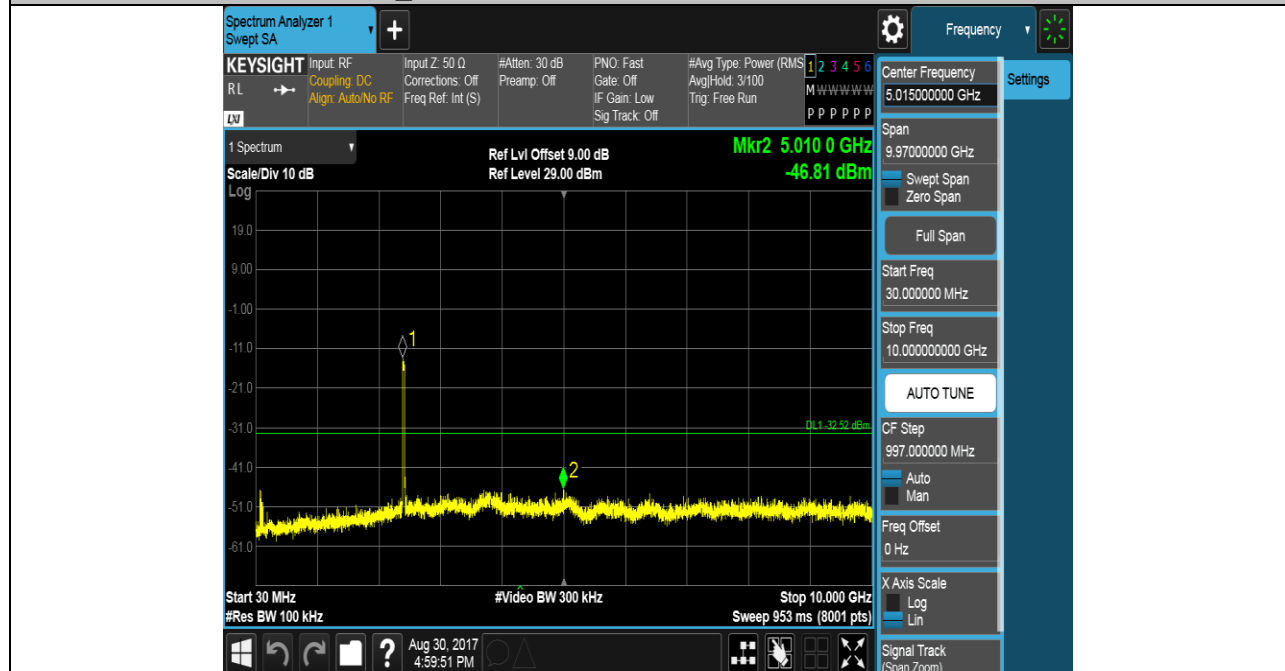 Spectrum Analyzer 1
Swept SA
Frequency
KEYSIGHT
R L
LXI
Input: RF
Coupling: DC
Align: Auto/No RF
Input Z: 50 Ω
Corrections: Off
Freq Ref: Int (S)
#Atten: 30 dB
Preamp: Off
PNO: Fast
Gate: Off
IF Gain: Low
Sig Track: Off
#Avg Type: Power (RMS
Avg|Hold: 3/100
Trig: Free Run
1 2 3 4 5 6
M W W W W W
P P P P P P
1 Spectrum
Scale/Div 10 dB
Ref Lvl Offset 9.00 dB
Ref Level 29.00 dBm
Mkr2 5.010 0 GHz
-46.81 dBm
Log
19.0
9.00
-1.00
-11.0
-21.0
-31.0
-41.0
-51.0
-61.0
1
DL1 -32.52 dBm
2
Start 30 MHz
#Res BW 100 kHz
#Video BW 300 kHz
Stop 10.000 GHz
Sweep 953 ms (8001 pts)
Aug 30, 2017
4:59:51 PM
Center Frequency
5.015000000 GHz
Span
9.97000000 GHz
Swept Span
Zero Span
Full Span
Start Freq
30.000000 MHz
Stop Freq
10.000000000 GHz
AUTO TUNE
CF Step
997.000000 MHz
Auto
Man
Freq Offset
0 Hz
X Axis Scale
Log
Lin
Signal Track
(Span Zoom)
Settings